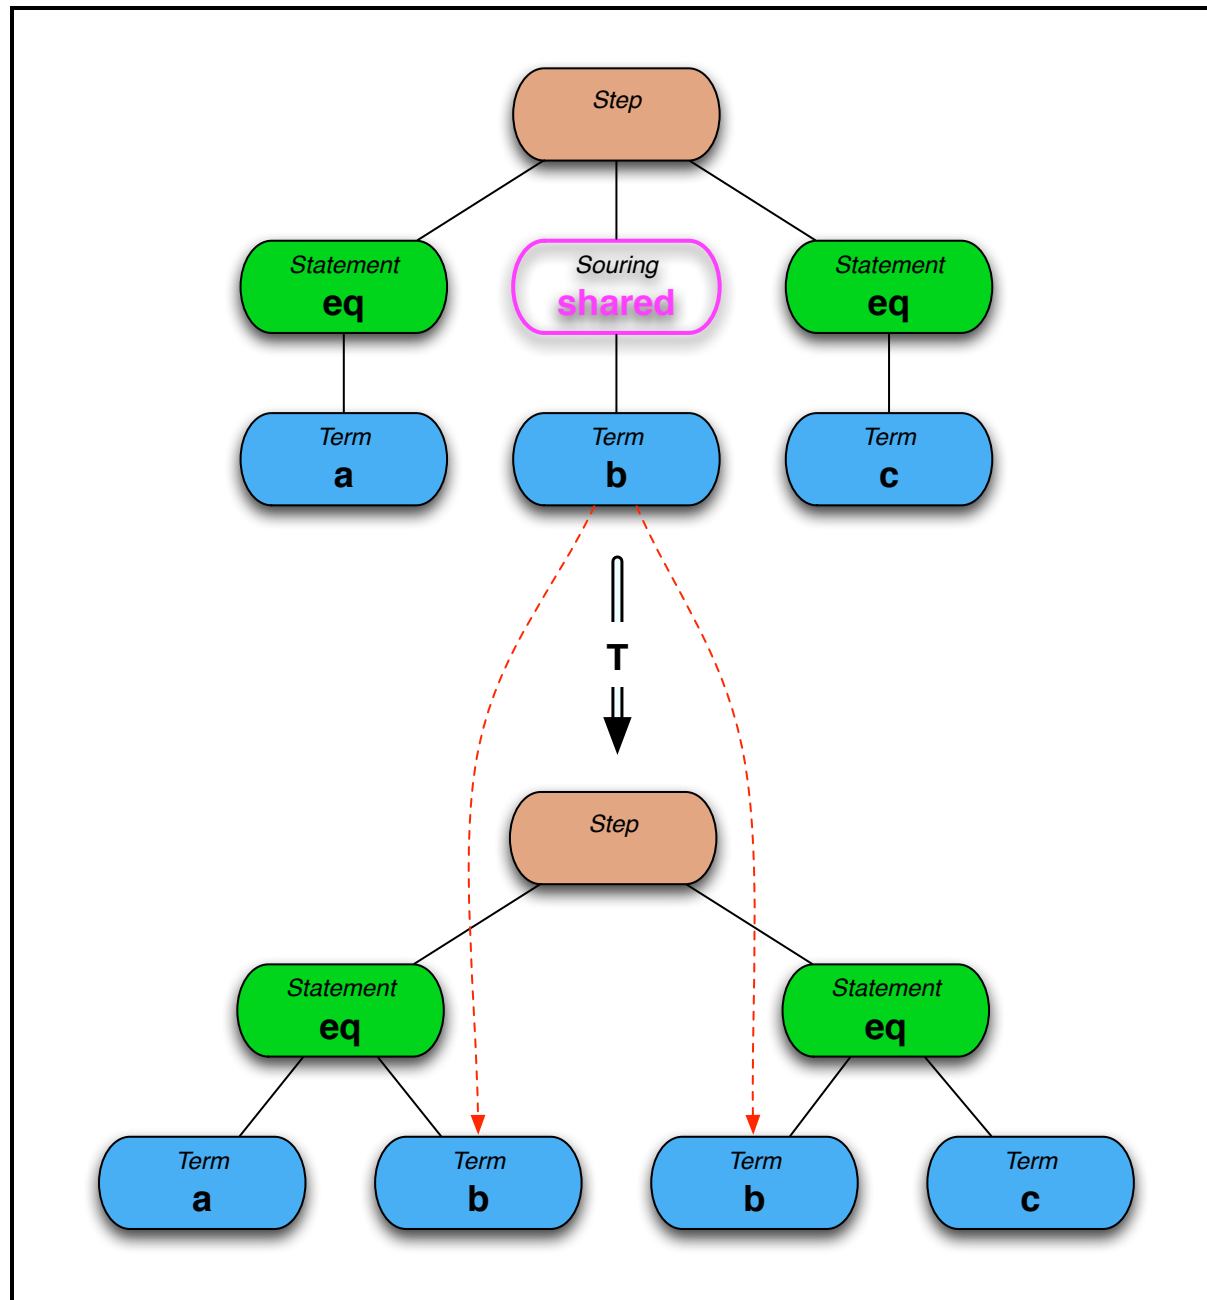 Step
Statement
eq
Souring
shared
Statement
eq
Term
a
Term
b
Term
c
T
Step
Statement
eq
Statement
eq
Term
a
Term
b
Term
b
Term
c